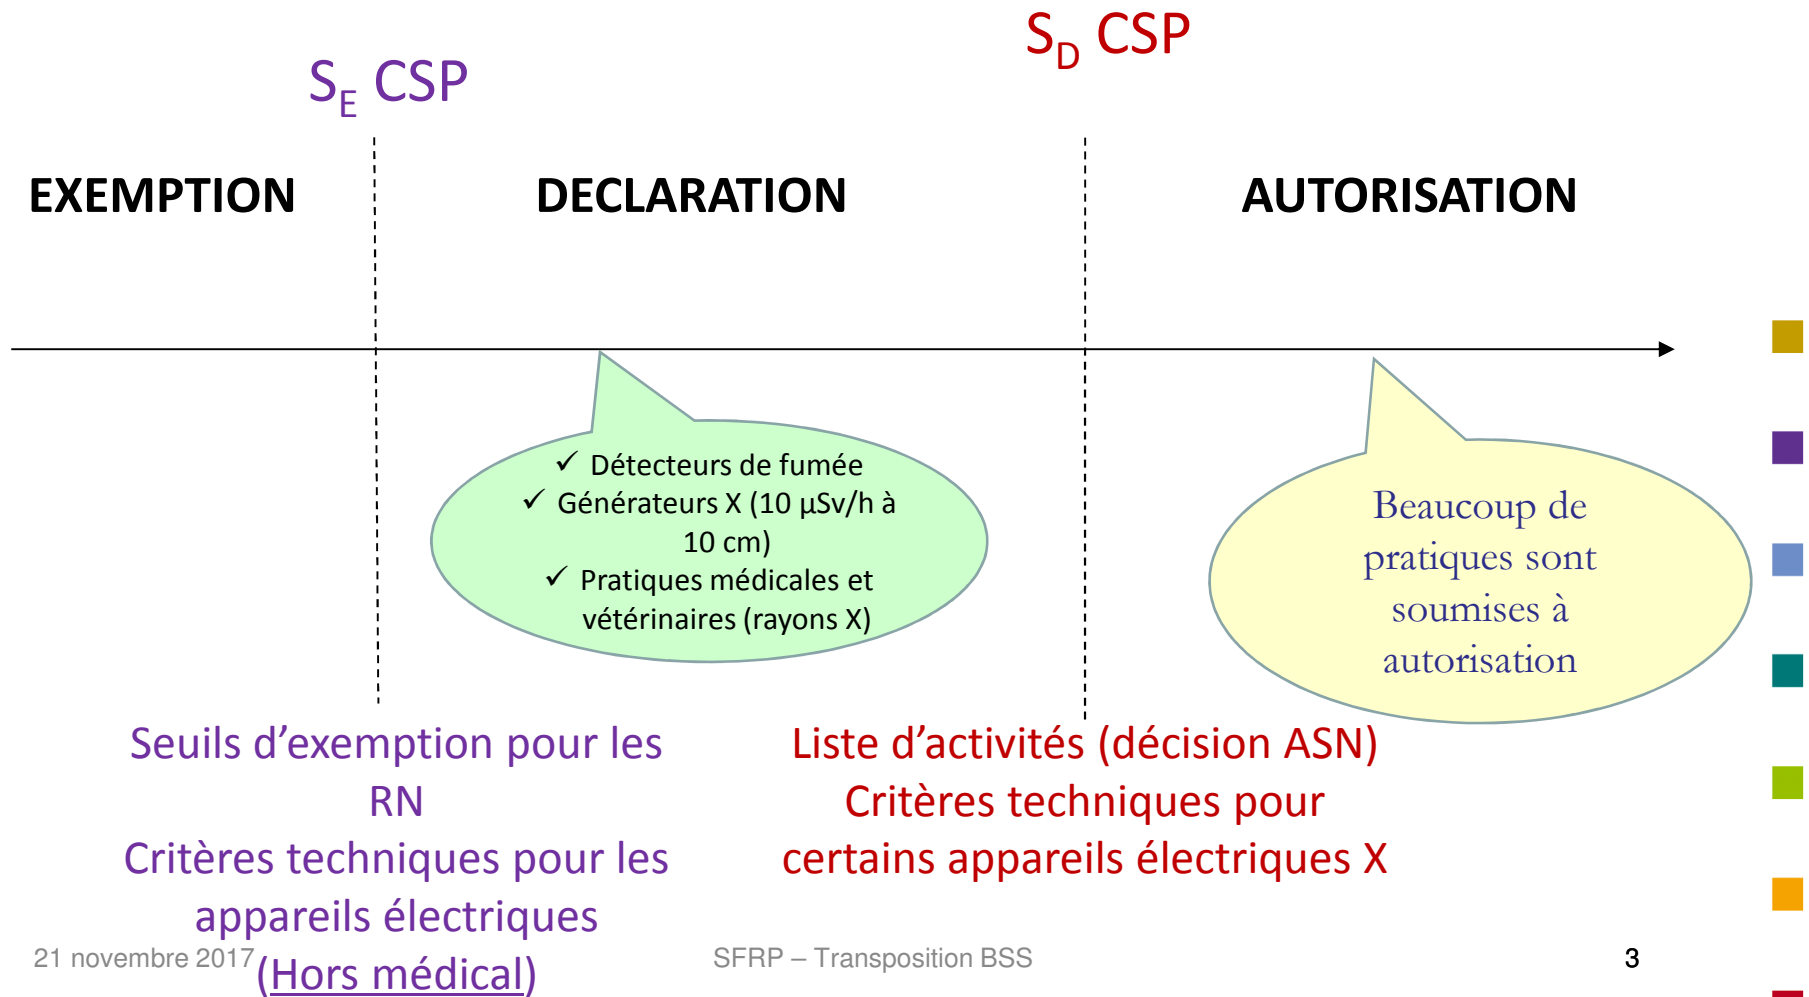 S_E CSP
S_D CSP
EXEMPTION
DECLARATION
AUTORISATION
✓ Détecteurs de fumée
✓ Générateurs X (10 µSv/h à
10 cm)
✓ Pratiques médicales et
vétérinaires (rayons X)
Beaucoup de
pratiques sont
soumises à
autorisation
Seuils d'exemption pour les
RN
Critères techniques pour les
appareils électriques
(Hors médical)
Liste d'activités (décision ASN)
Critères techniques pour
certains appareils électriques X
21 novembre 2017
SFRP – Transposition BSS
3